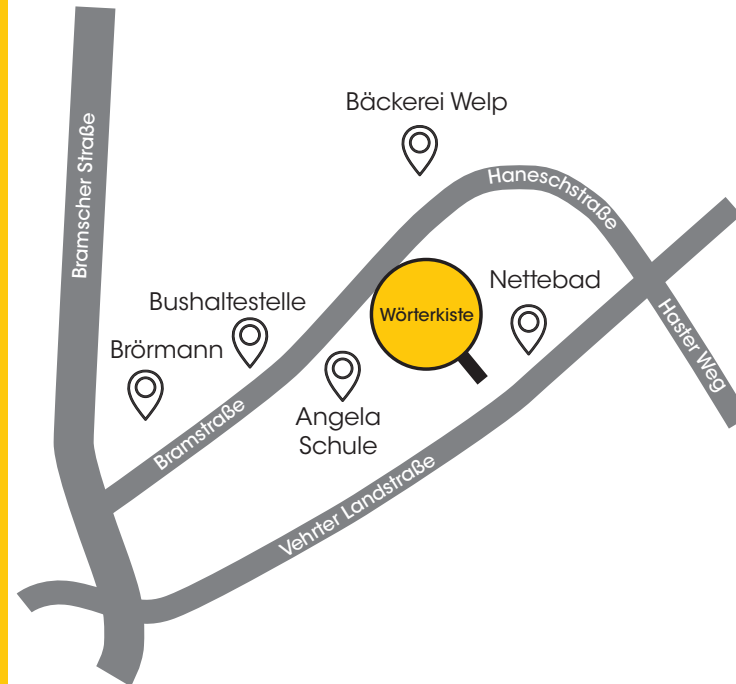 Bäckerei Welp
Bramscher Straße
Haneschstraße
Nettebad
Bushaltestelle
Wörterkiste
Brörmann
Haster Weg
Angela
Schule
Bramstraße
Vehrter Landstraße